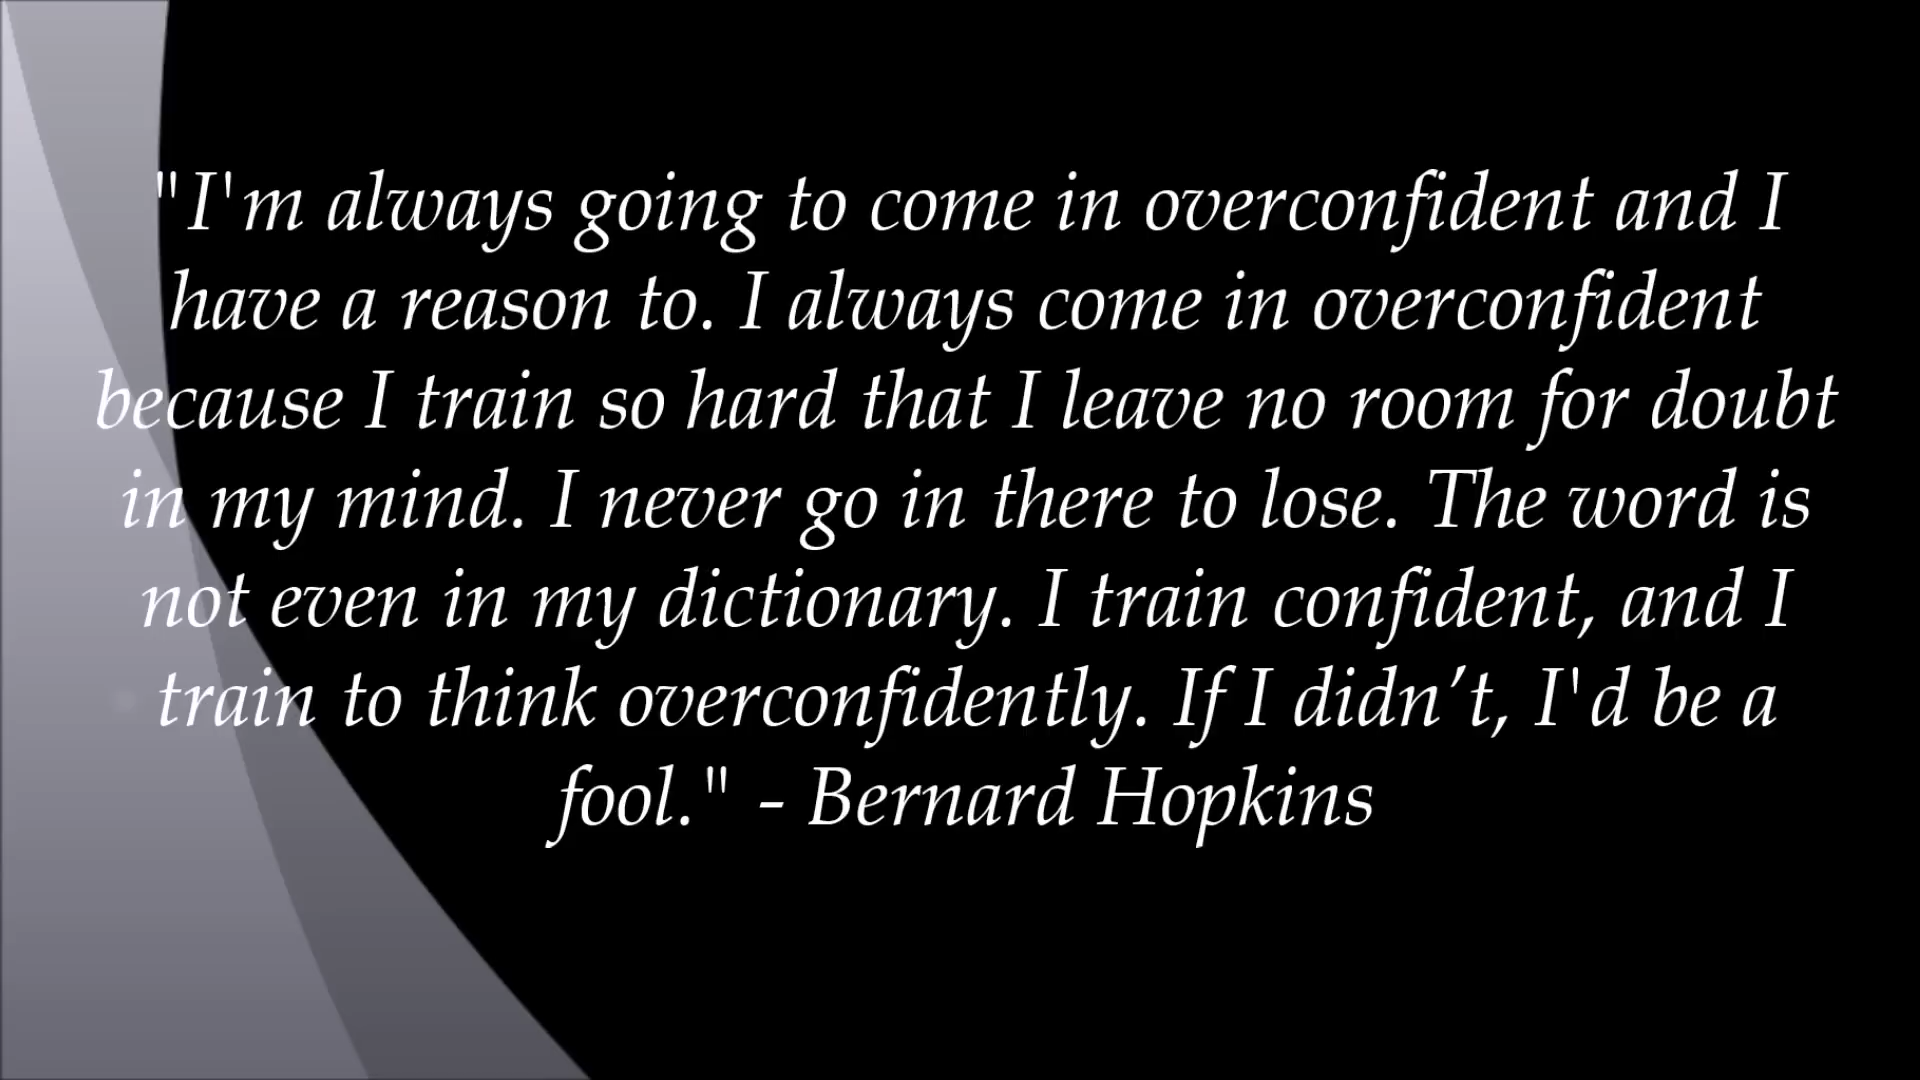 "I'm always going to come in overconfident and I
have a reason to. I always come in overconfident
because I train so hard that I leave no room for doubt
in my mind. I never go in there to lose. The word is
not even in my dictionary. I train confident, and I
train to think overconfidently. If I didn’t, I'd be a
fool." - Bernard Hopkins